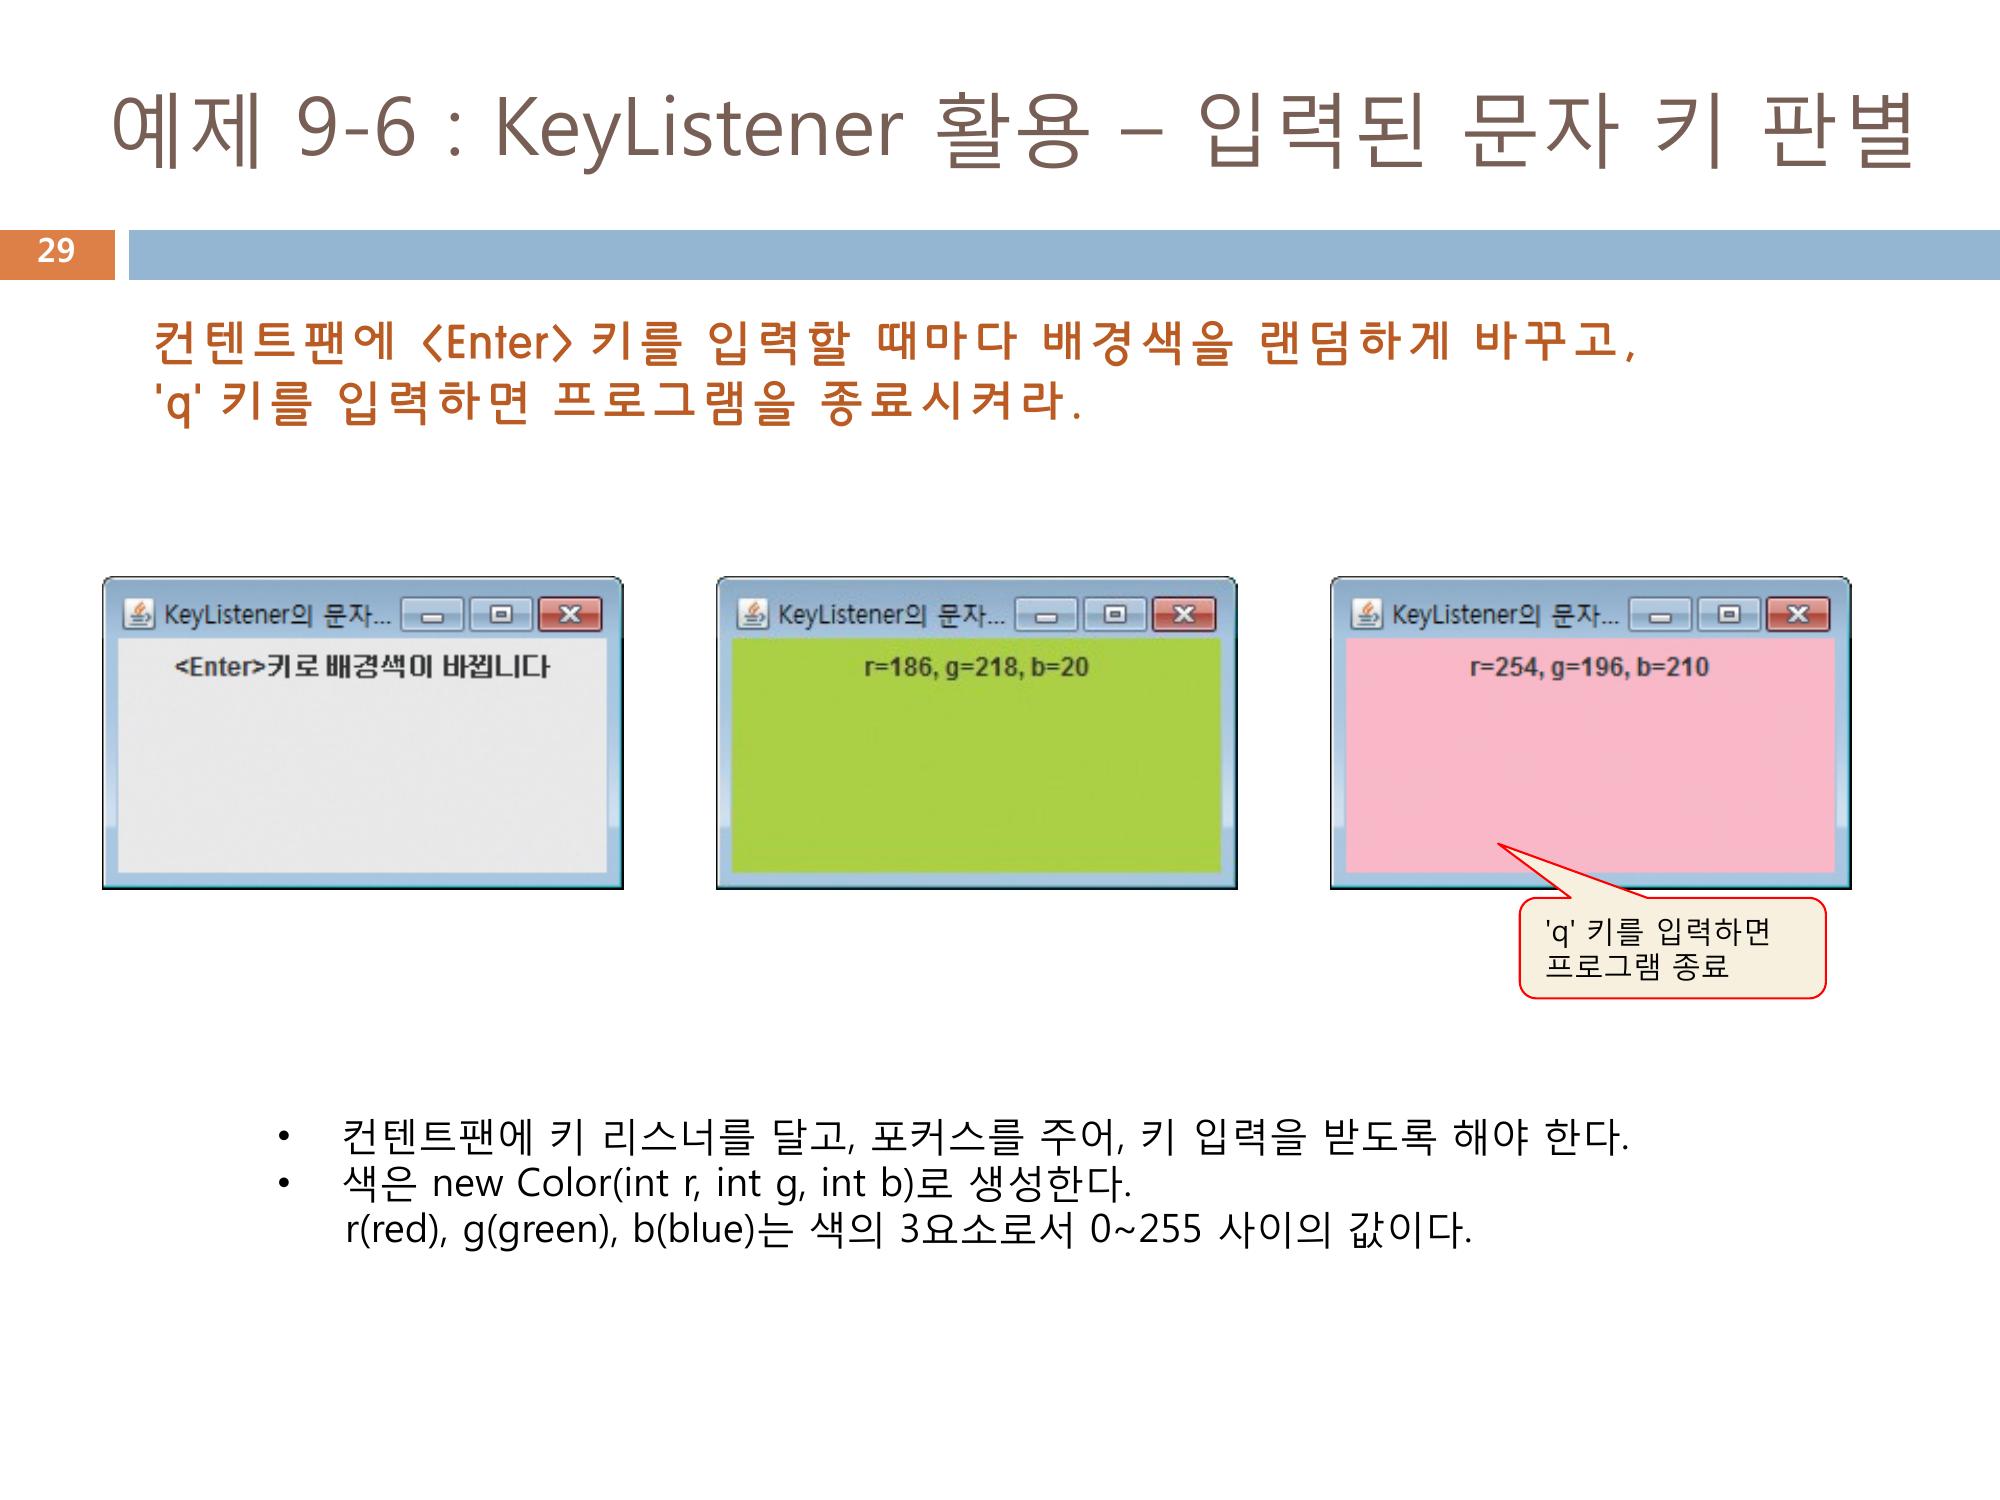 예제 9-6 : KeyListener 활용 – 입력된 문자 키 판별
29
컨텐트팬에 <Enter> 키를 입력할 때마다 배경색을 랜덤하게 바꾸고,
'q' 키를 입력하면 프로그램을 종료시켜라.
KeyListener의 문자...
<Enter>키로 배경색이 바뀝니다
KeyListener의 문자...
r=186, g=218, b=20
KeyListener의 문자...
r=254, g=196, b=210
'q' 키를 입력하면
프로그램 종료
• 컨텐트팬에 키 리스너를 달고, 포커스를 주어, 키 입력을 받도록 해야 한다.
• 색은 new Color(int r, int g, int b)로 생성한다.
r(red), g(green), b(blue)는 색의 3요소로서 0~255 사이의 값이다.